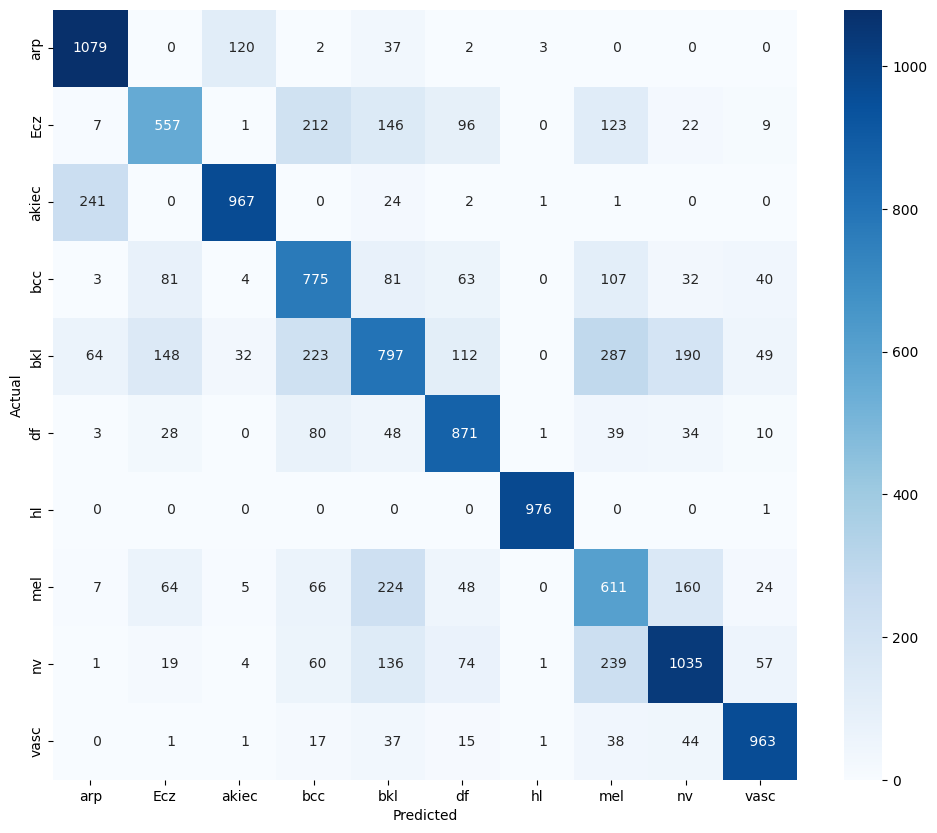 arp 1079 0 120 2 37 2 3 0 0 0
Ecz 7 557 1 212 146 96 0 123 22 9
akiec 241 0 967 0 24 2 1 1 0 0
bcc 3 81 4 775 81 63 0 107 32 40
bkl 64 148 32 223 797 112 0 287 190 49
df 3 28 0 80 48 871 1 39 34 10
hl 0 0 0 0 0 0 976 0 0 1
mel 7 64 5 66 224 48 0 611 160 24
nv 1 19 4 60 136 74 1 239 1035 57
vasc 0 1 1 17 37 15 1 38 44 963
arp Ecz akiec bcc bkl df hl mel nv vasc
Predicted
Actual
1000
800
600
400
200
0